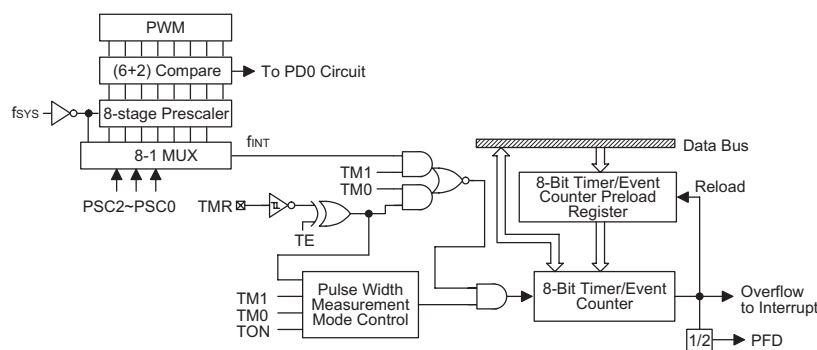 PWM
(6+2) Compare
To PD0 Circuit
fSYS
8-stage Prescaler
8-1 MUX
fINT
PSC2~PSC0
TMR
TE
TM1
TM0
Data Bus
8-Bit Timer/Event
Counter Preload
Register
Reload
TM1
TM0
TON
Pulse Width
Measurement
Mode Control
8-Bit Timer/Event
Counter
Overflow
to Interrupt
1/2
PFD